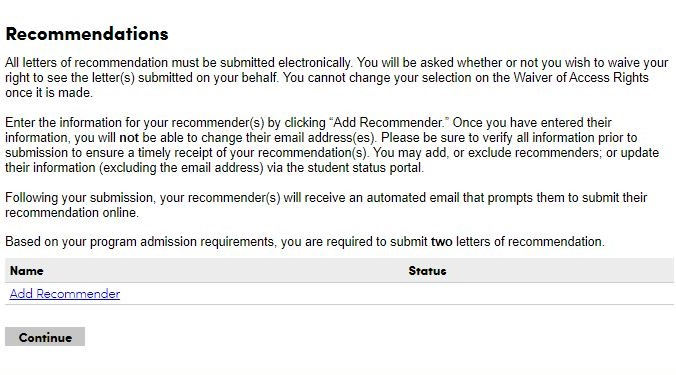 Recommendations
All letters of recommendation must be submitted electronically. You will be asked whether or not you wish to waive your
right to see the letter(s) submitted on your behalf. You cannot change your selection on the Waiver of Access Rights
once it is made.
Enter the information for your recommender(s) by clicking “Add Recommender.” Once you have entered their
information, you will not be able to change their email address(es). Please be sure to verify all information prior to
submission to ensure a timely receipt of your recommendation(s). You may add, or exclude recommenders; or update
their information (excluding the email address) via the student status portal.
Following your submission, your recommender(s) will receive an automated email that prompts them to submit their
recommendation online.
Based on your program admission requirements, you are required to submit two letters of recommendation.
Name Status
Add Recommender
Continue